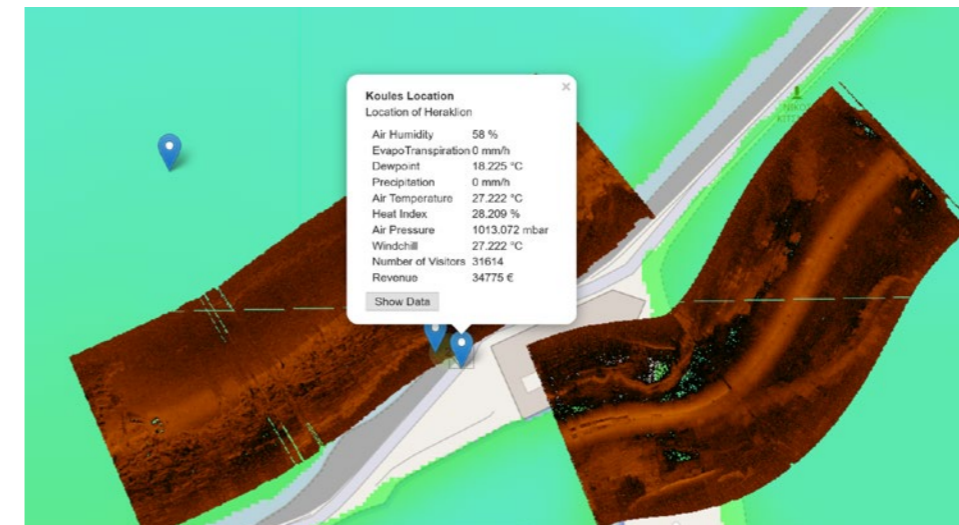 Koules Location
Location of Heraklion
Air Humidity 58 %
EvapoTranspiration 0 mm/h
Dewpoint 18.225 °C
Precipitation 0 mm/h
Air Temperature 27.222 °C
Heat Index 28.209 %
Air Pressure 1013.072 mbar
Windchill 27.222 °C
Number of Visitors 31614
Revenue 34775 €
Show Data